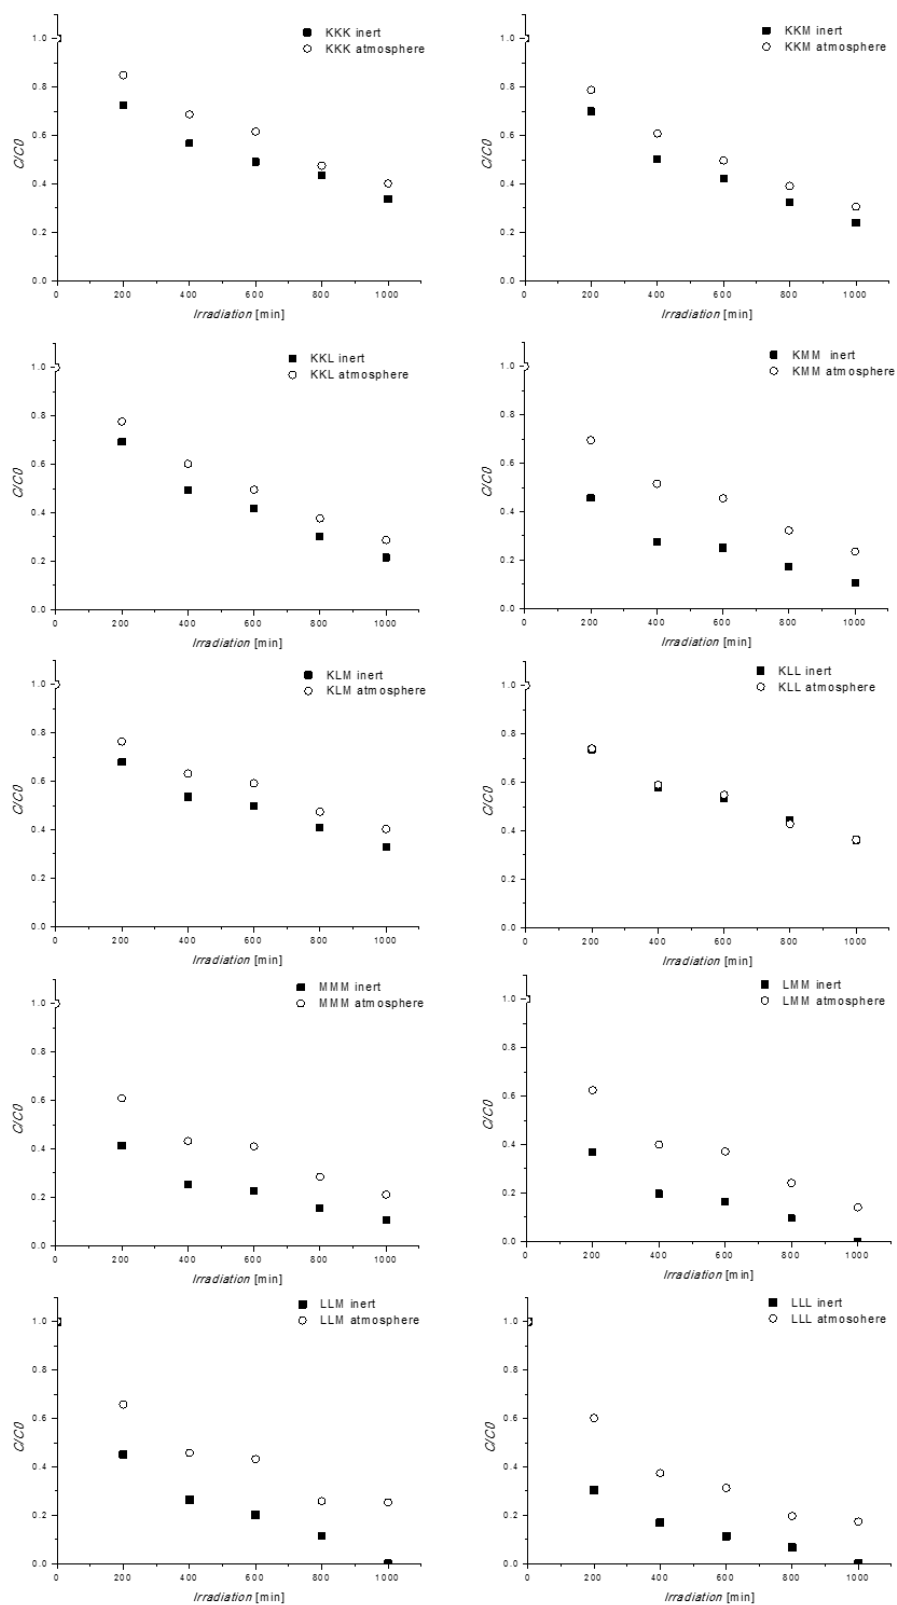 KKK inert
KKK atmosphere
1.0
0.8
0.6
0.4
0.2
0.0
C/C0
0 200 400 600 800 1000
Irradiation [min]
KKM inert
KKM atmosphere
1.0
0.8
0.6
0.4
0.2
0.0
C/C0
0 200 400 600 800 1000
Irradiation [min]
KKL inert
KKL atmosphere
1.0
0.8
0.6
0.4
0.2
0.0
C/C0
0 200 400 600 800 1000
Irradiation [min]
KMM inert
KMM atmosphere
1.0
0.8
0.6
0.4
0.2
0.0
C/C0
0 200 400 600 800 1000
Irradiation [min]
KLM inert
KLM atmosphere
1.0
0.8
0.6
0.4
0.2
0.0
C/C0
0 200 400 600 800 1000
Irradiation [min]
KLL inert
KLL atmosphere
1.0
0.8
0.6
0.4
0.2
0.0
C/C0
0 200 400 600 800 1000
Irradiation [min]
MMM inert
MMM atmosphere
1.0
0.8
0.6
0.4
0.2
0.0
C/C0
0 200 400 600 800 1000
Irradiation [min]
LMM inert
LMM atmosphere
1.0
0.8
0.6
0.4
0.2
0.0
C/C0
0 200 400 600 800 1000
Irradiation [min]
LLM inert
LLM atmosphere
1.0
0.8
0.6
0.4
0.2
0.0
C/C0
0 200 400 600 800 1000
Irradiation [min]
LLL inert
LLL atmosohere
1.0
0.8
0.6
0.4
0.2
0.0
C/C0
0 200 400 600 800 1000
Irradiation [min]